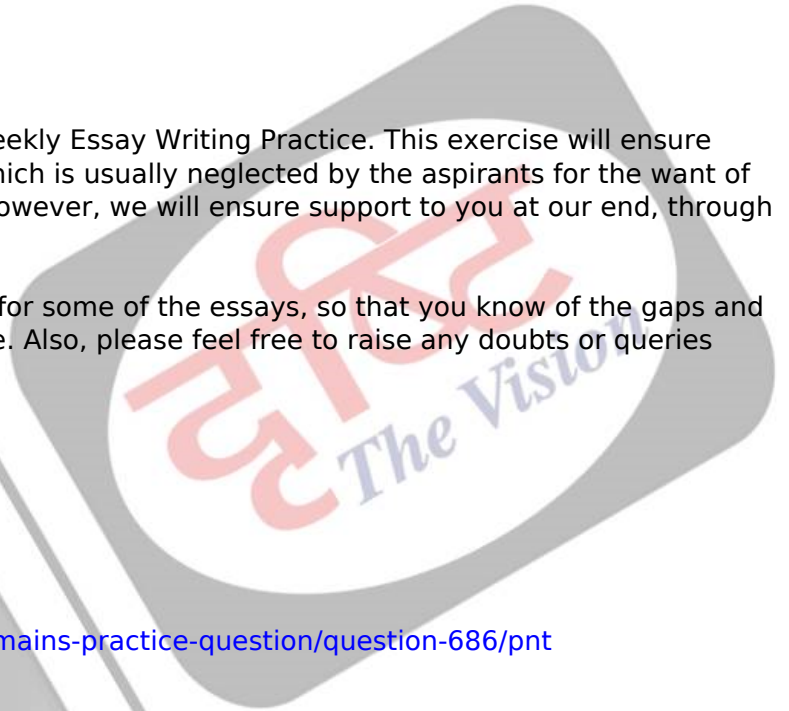 eekly Essay Writing Practice. This exercise will ensure
hich is usually neglected by the aspirants for the want of
owever, we will ensure support to you at our end, through
for some of the essays, so that you know of the gaps and
e. Also, please feel free to raise any doubts or queries
दृष्टि
The Vision
mains-practice-question/question-686/pnt